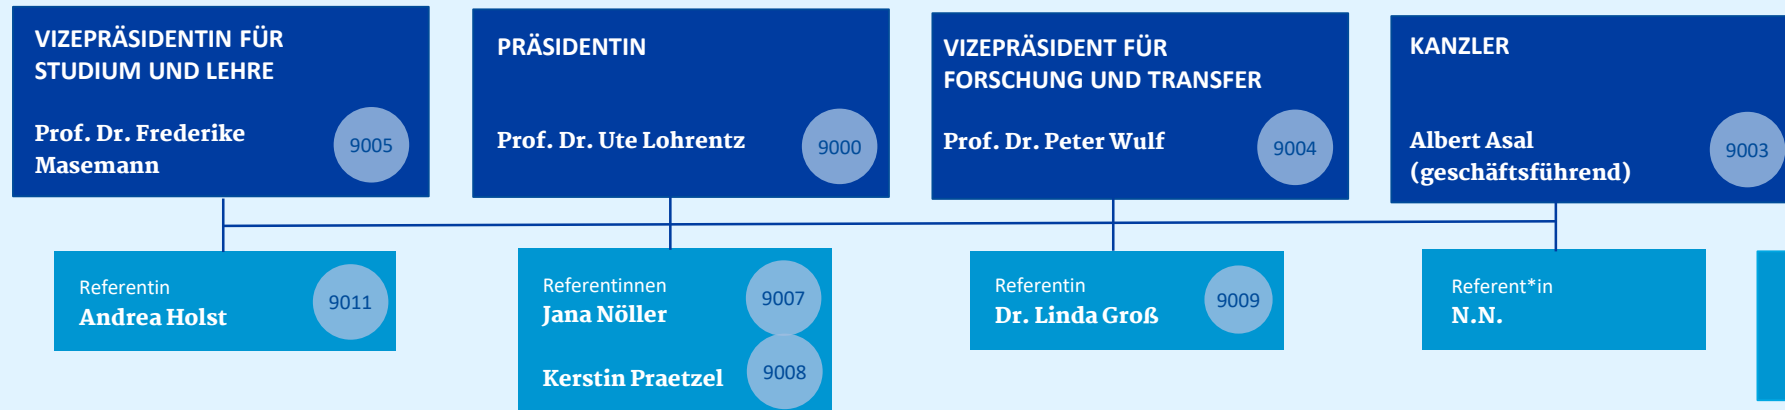 VIZEPRÄSIDENTIN FÜR
STUDIUM UND LEHRE
Prof. Dr. Frederike
Masemann
9005
PRÄSIDENTIN
Prof. Dr. Ute Lohrentz
9000
VIZEPRÄSIDENT FÜR
FORSCHUNG UND TRANSFER
Prof. Dr. Peter Wulf
9004
KANZLER
Albert Asal
(geschäftsführend)
9003
Referentin
Andrea Holst
9011
Referentinnen
Jana Nöller
9007
Kerstin Praetzel
9008
Referentin
Dr. Linda Groß
9009
Referent*in
N.N.